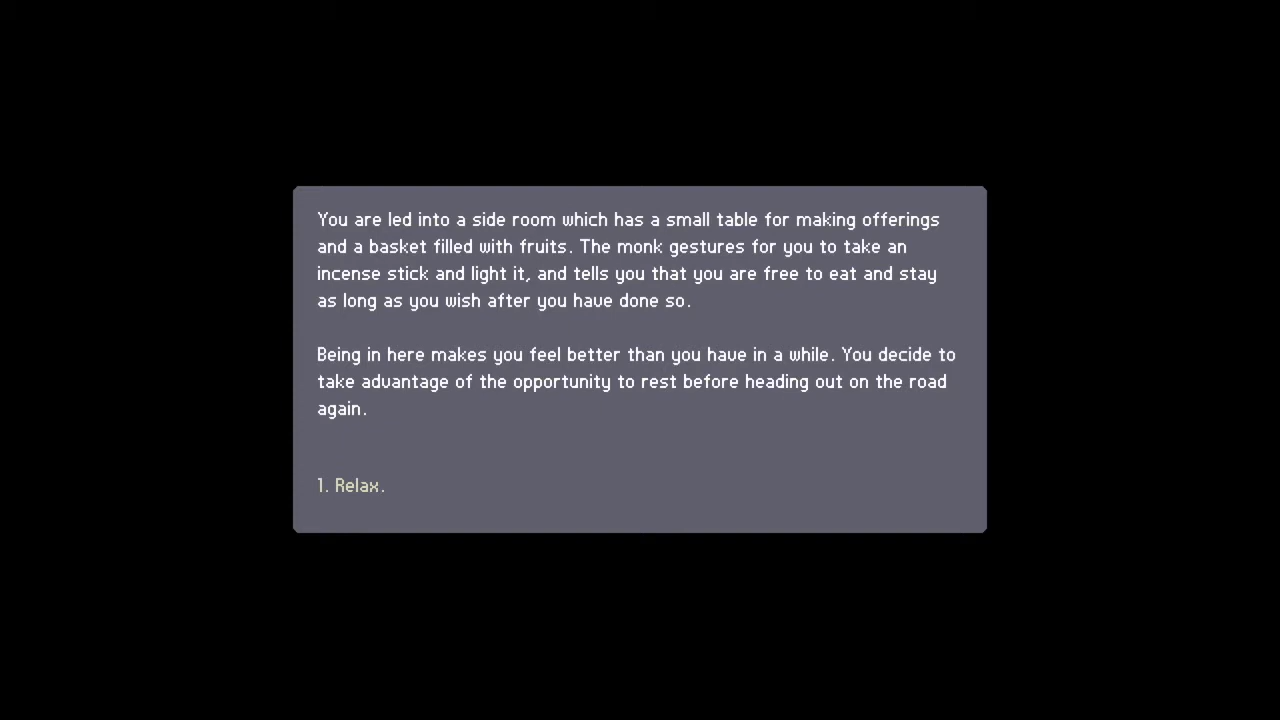 You are led into a side room which has a small table for making offerings
and a basket filled with fruits. The monk gestures for you to take an
incense stick and light it, and tells you that you are free to eat and stay
as long as you wish after you have done so.
Being in here makes you feel better than you have in a while. You decide to
take advantage of the opportunity to rest before heading out on the road
again.
1. Relax.